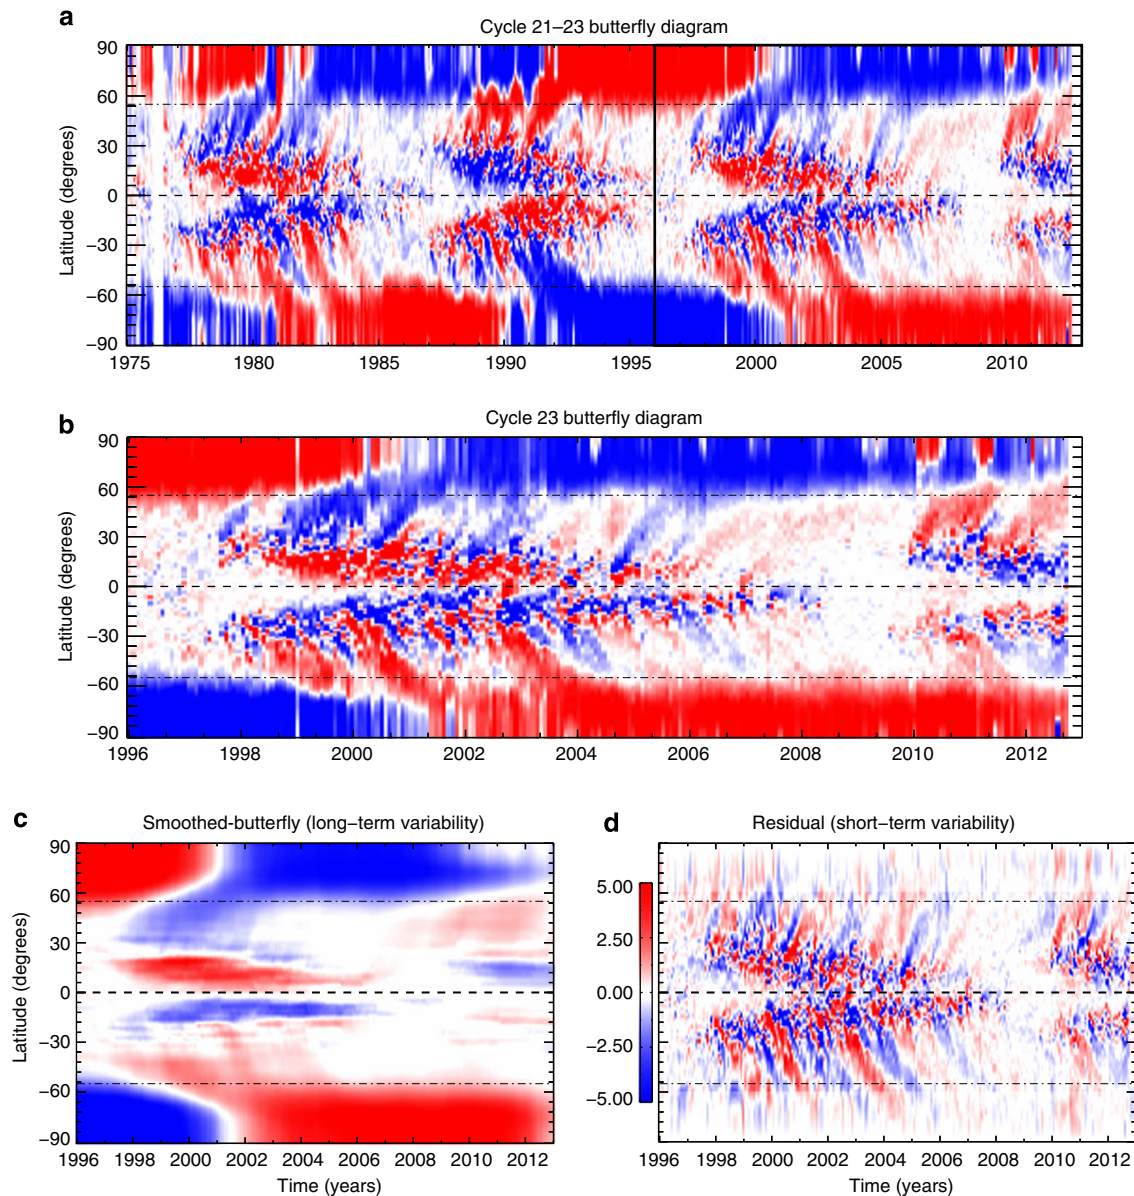 a
Cycle 21–23 butterfly diagram
90
60
30
0
−30
−60
−90
Latitude (degrees)
1975 1980 1985 1990 1995 2000 2005 2010
b
Cycle 23 butterfly diagram
90
60
30
0
−30
−60
−90
Latitude (degrees)
1996 1998 2000 2002 2004 2006 2008 2010 2012
c
Smoothed−butterfly (long−term variability)
90
60
30
0
−30
−60
−90
Latitude (degrees)
1996 1998 2000 2002 2004 2006 2008 2010 2012
Time (years)
d
Residual (short−term variability)
5.00
2.50
0.00
−2.50
−5.00
1996 1998 2000 2002 2004 2006 2008 2010 2012
Time (years)